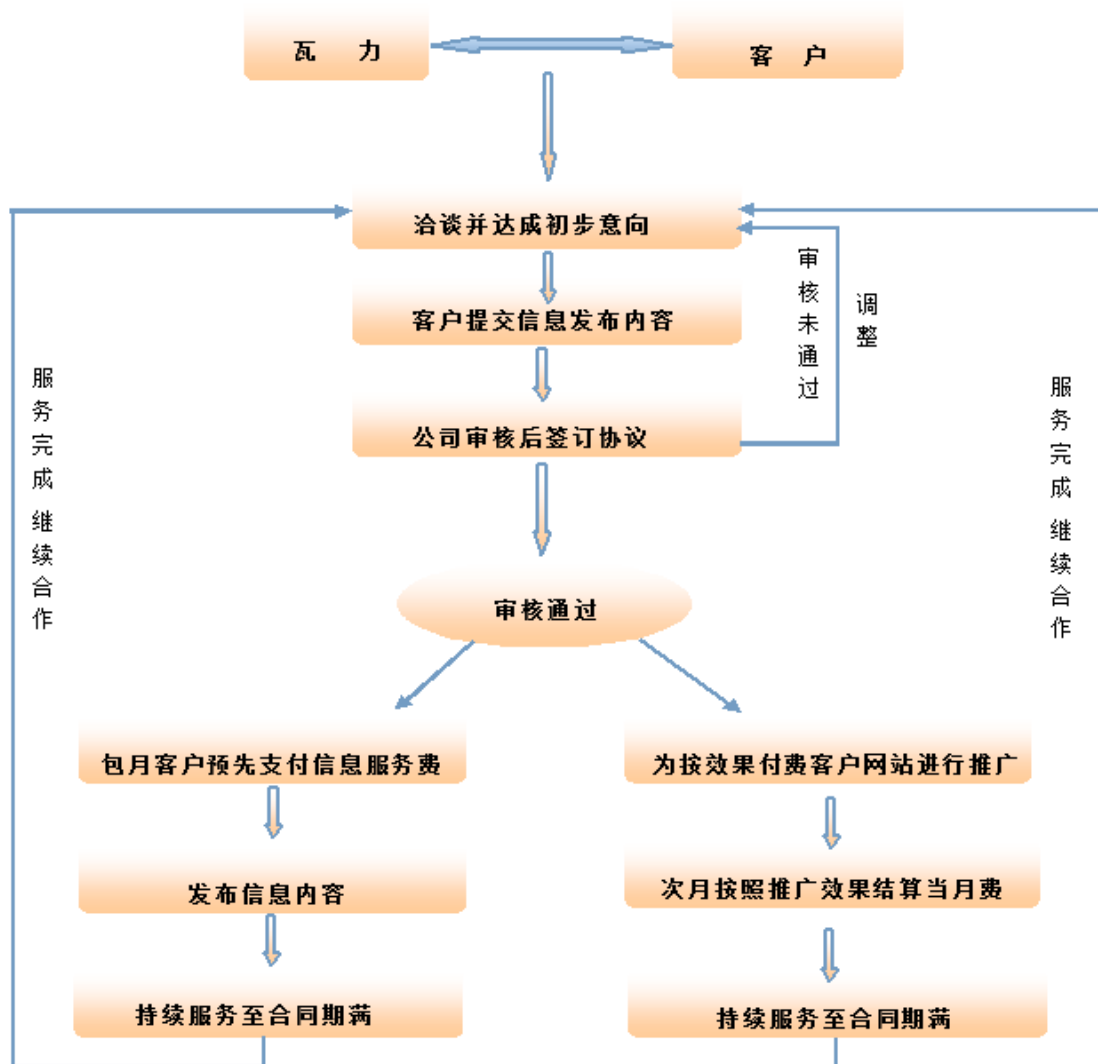 瓦 力
客 户
洽谈并达成初步意向
客户提交信息发布内容
公司审核后签订协议
审核未通过
调整
服务完成 继续合作
服务完成 继续合作
审核通过
包月客户预先支付信息服务费
为按效果付费客户网站进行推广
发布信息内容
次月按照推广效果结算当月费
持续服务至合同期满
持续服务至合同期满